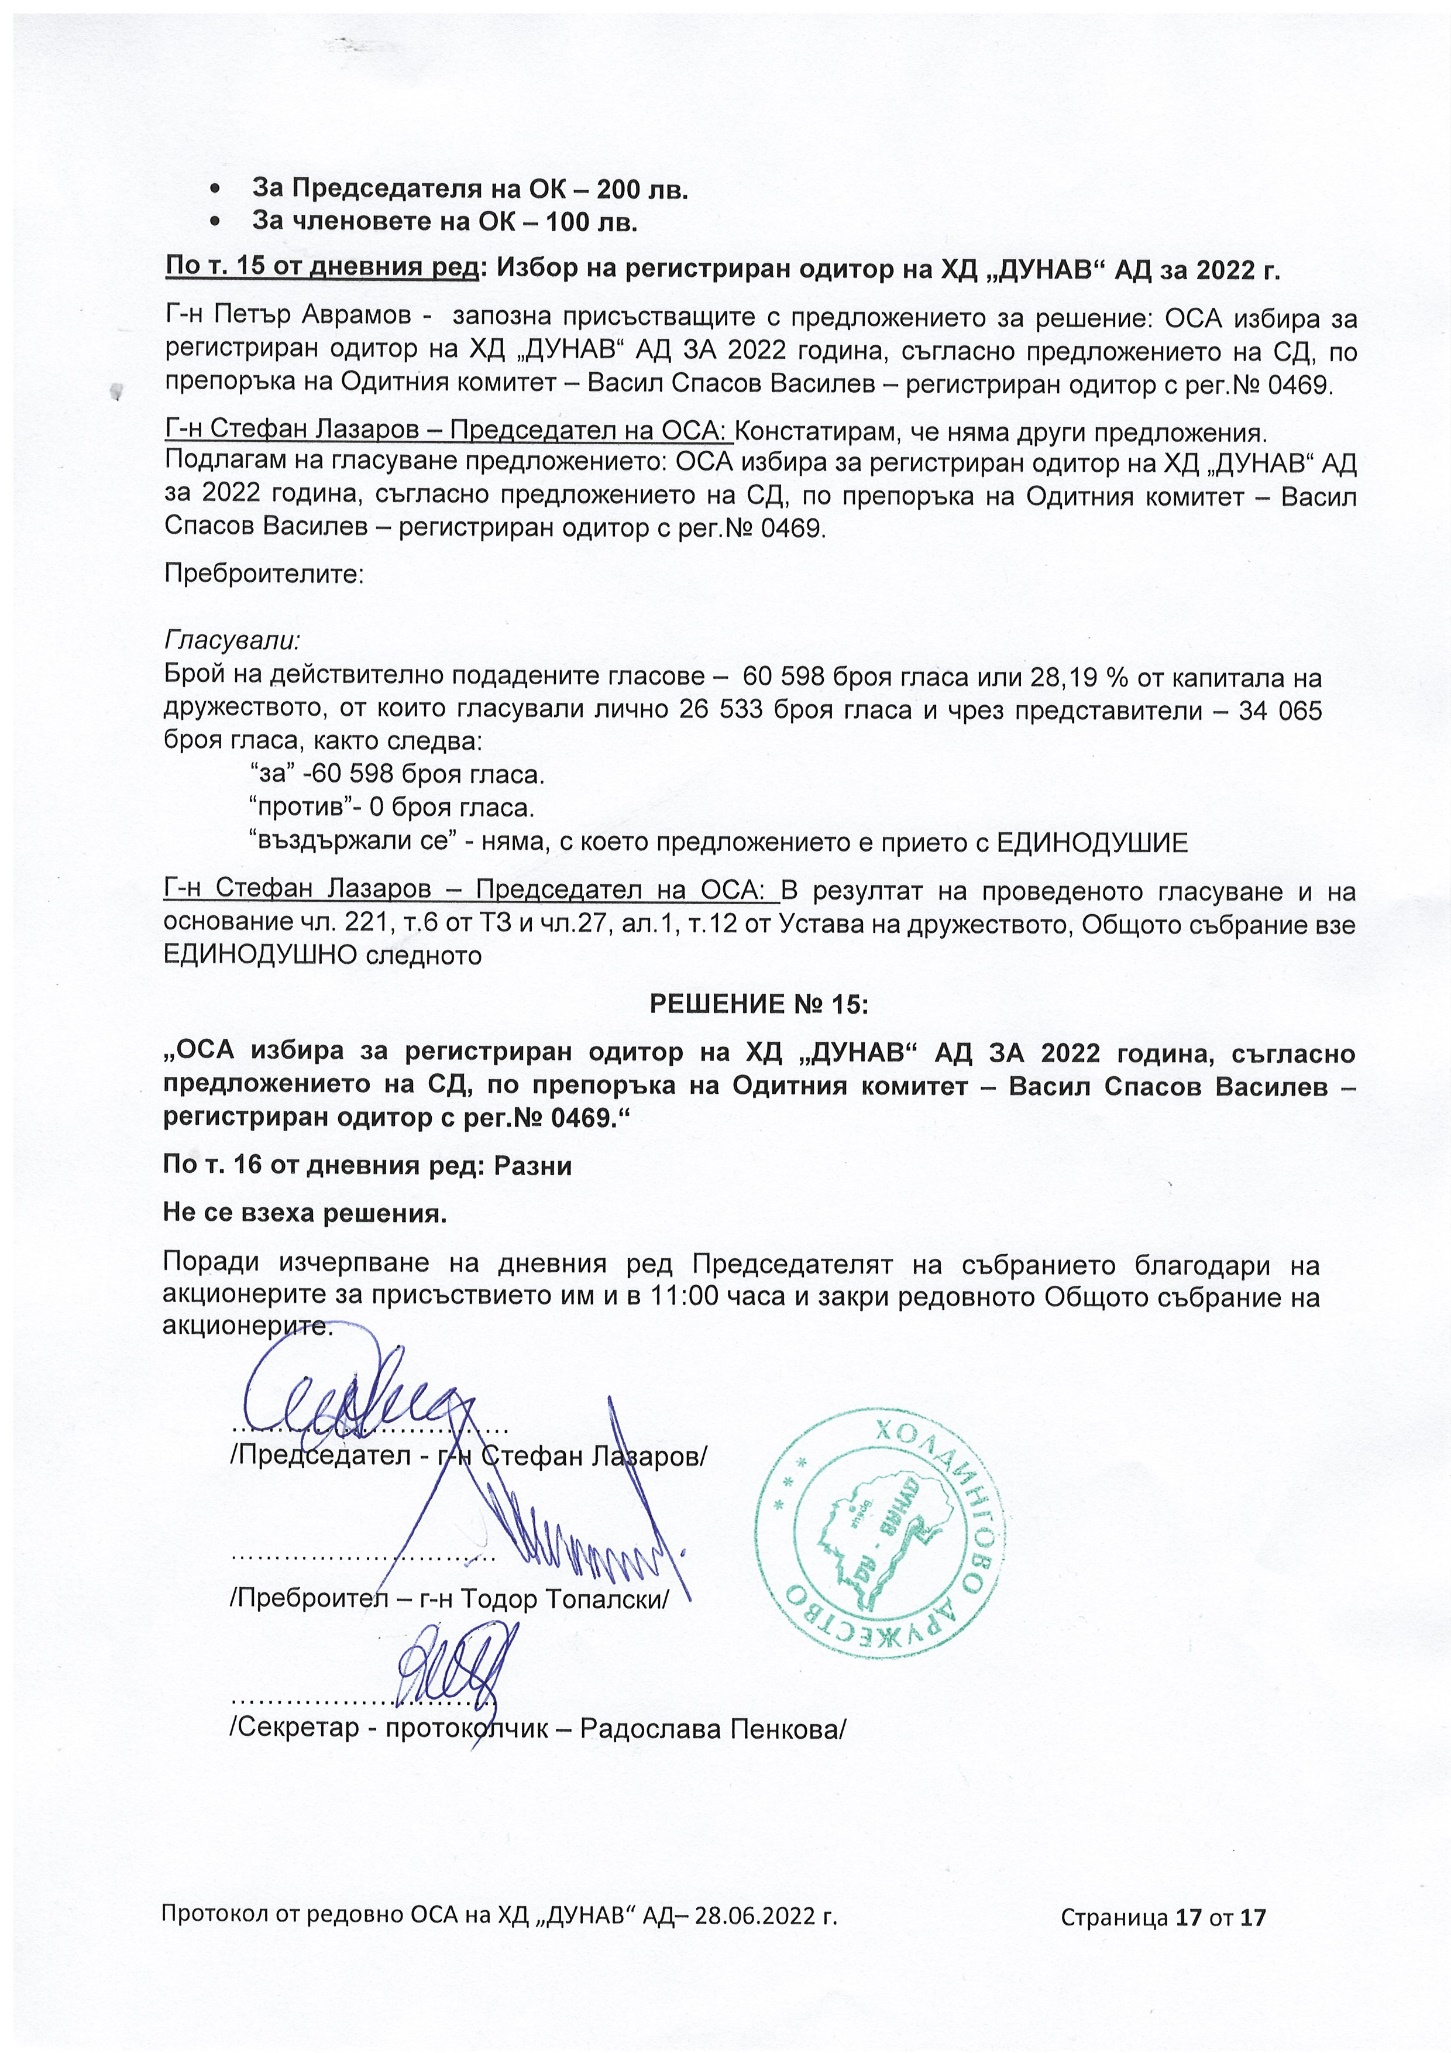 • За Председателя на ОК – 200 лв.
• За членовете на ОК – 100 лв.
По т. 15 от дневния ред: Избор на регистриран одитор на ХД „ДУНАВ“ АД за 2022 г.
Г-н Петър Аврамов - запозна присъстващите с предложението за решение: ОСА избира за
регистриран одитор на ХД „ДУНАВ“ АД ЗА 2022 година, съгласно предложението на СД, по
препоръка на Одитния комитет – Васил Спасов Василев – регистриран одитор с рег.№ 0469.
Г-н Стефан Лазаров – Председател на ОСА: Констатирам, че няма други предложения.
Подлагам на гласуване предложението: ОСА избира за регистриран одитор на ХД „ДУНАВ“ АД
за 2022 година, съгласно предложението на СД, по препоръка на Одитния комитет – Васил
Спасов Василев – регистриран одитор с рег.№ 0469.
Преброителите:
Гласували:
Брой на действително подадените гласове – 60 598 броя гласа или 28,19 % от капитала на
дружеството, от които гласували лично 26 533 броя гласа и чрез представители – 34 065
броя гласа, както следва:
“за” -60 598 броя гласа.
“против”- 0 броя гласа.
“въздържали се” - няма, с което предложението е прието с ЕДИНОДУШИЕ
Г-н Стефан Лазаров – Председател на ОСА: В резултат на проведеното гласуване и на
основание чл. 221, т.6 от ТЗ и чл.27, ал.1, т.12 от Устава на дружеството, Общото събрание взе
ЕДИНОДУШНО следното
РЕШЕНИЕ № 15:
„ОСА избира за регистриран одитор на ХД „ДУНАВ“ АД ЗА 2022 година, съгласно
предложението на СД, по препоръка на Одитния комитет – Васил Спасов Василев –
регистриран одитор с рег.№ 0469.“
По т. 16 от дневния ред: Разни
Не се взеха решения.
Поради изчерпване на дневния ред Председателят на събранието благодари на
акционерите за присъствието им и в 11:00 часа и закри редовното Общото събрание на
акционерите.
/Председател - г-н Стефан Лазаров/
/Преброител – г-н Тодор Топалски/
/Секретар - протоколчик – Радослава Пенкова/
ХОЛДИНГОВО ДРУЖЕСТВО
Протокол от редовно ОСА на ХД „ДУНАВ“ АД– 28.06.2022 г. Страница 17 от 17